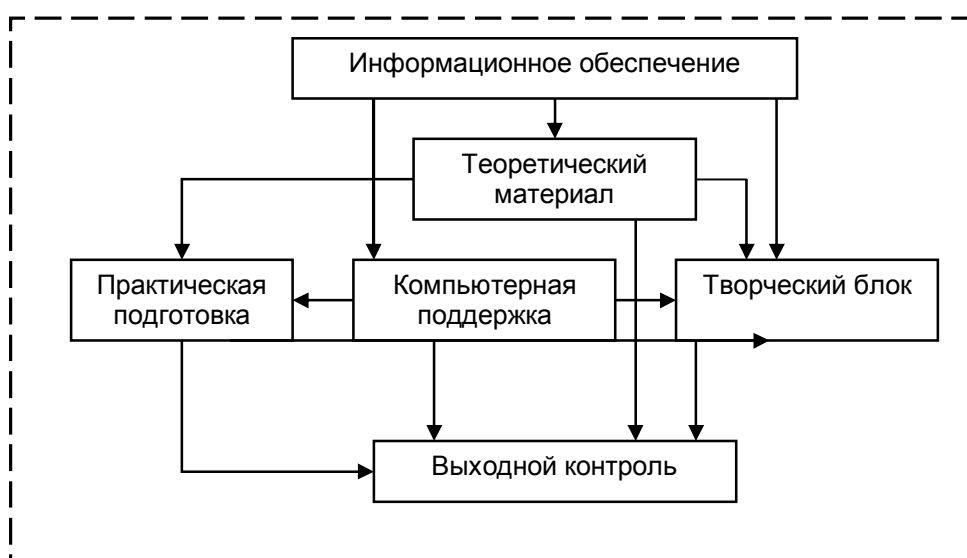 Информационное обеспечение
Теоретический
материал
Практическая
подготовка
Компьютерная
поддержка
Творческий блок
Выходной контроль